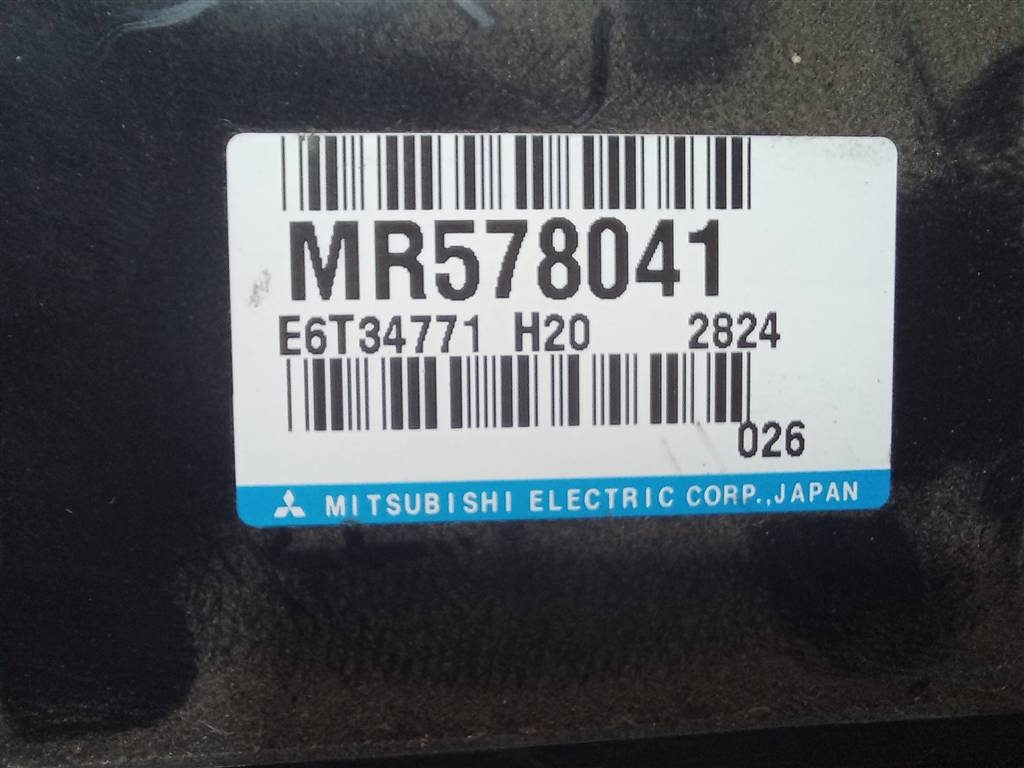 MR578041
E6T34771 H20 2824
026
MITSUBISHI ELECTRIC CORP.,JAPAN